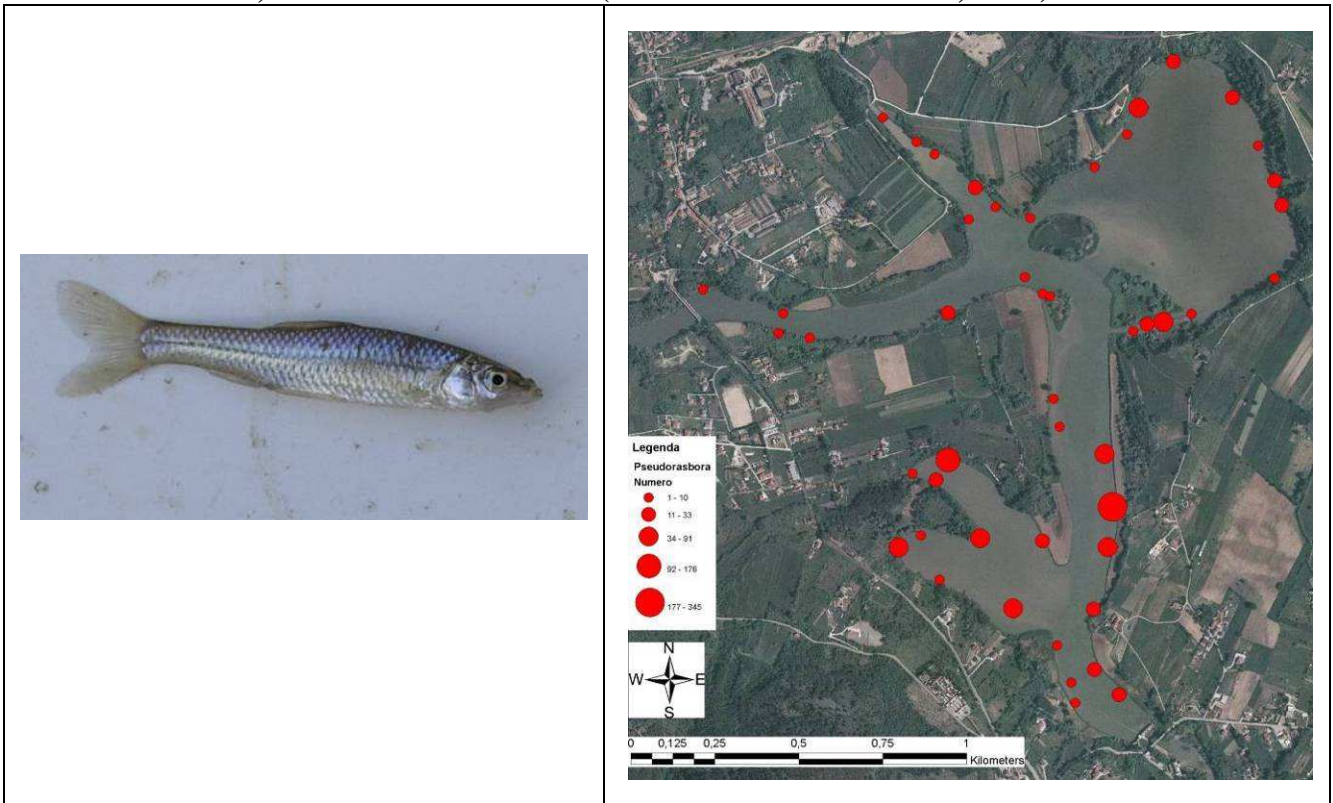 Legenda
Pseudorasbora
Numero
1 - 10
11 - 33
34 - 91
92 - 176
177 - 345
N
W E
S
0 0,125 0,25 0,5 0,75 1
Kilometers